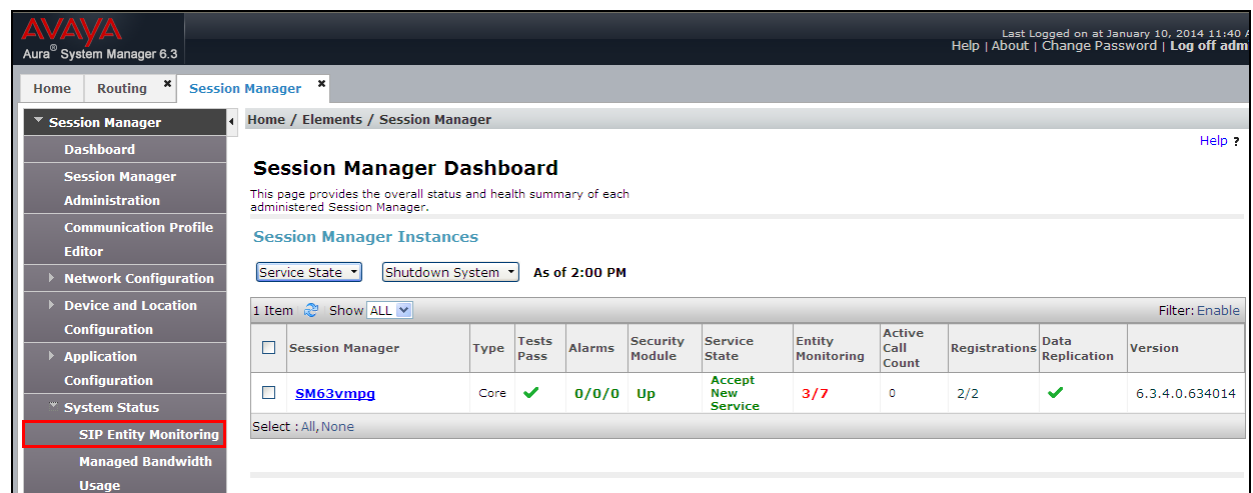 AVAYA
Aura® System Manager 6.3
Last Logged on at January 10, 2014 11:40
Help | About | Change Password | Log off adm
Home Routing Session Manager
Session Manager
Dashboard
Session Manager
Administration
Communication Profile
Editor
Network Configuration
Device and Location
Configuration
Application
Configuration
System Status
SIP Entity Monitoring
Managed Bandwidth
Usage
Home / Elements / Session Manager
Help ?
Session Manager Dashboard
This page provides the overall status and health summary of each
administered Session Manager.
Session Manager Instances
Service State Shutdown System As of 2:00 PM
1 Item Show ALL Filter: Enable
Session Manager Type Tests Pass Alarms Security Module Service State Entity Monitoring Active Call Count Registrations Data Replication Version
SM63vmpg Core 0/0/0 Up Accept New Service 3/7 0 2/2 6.3.4.0.634014
Select : All, None